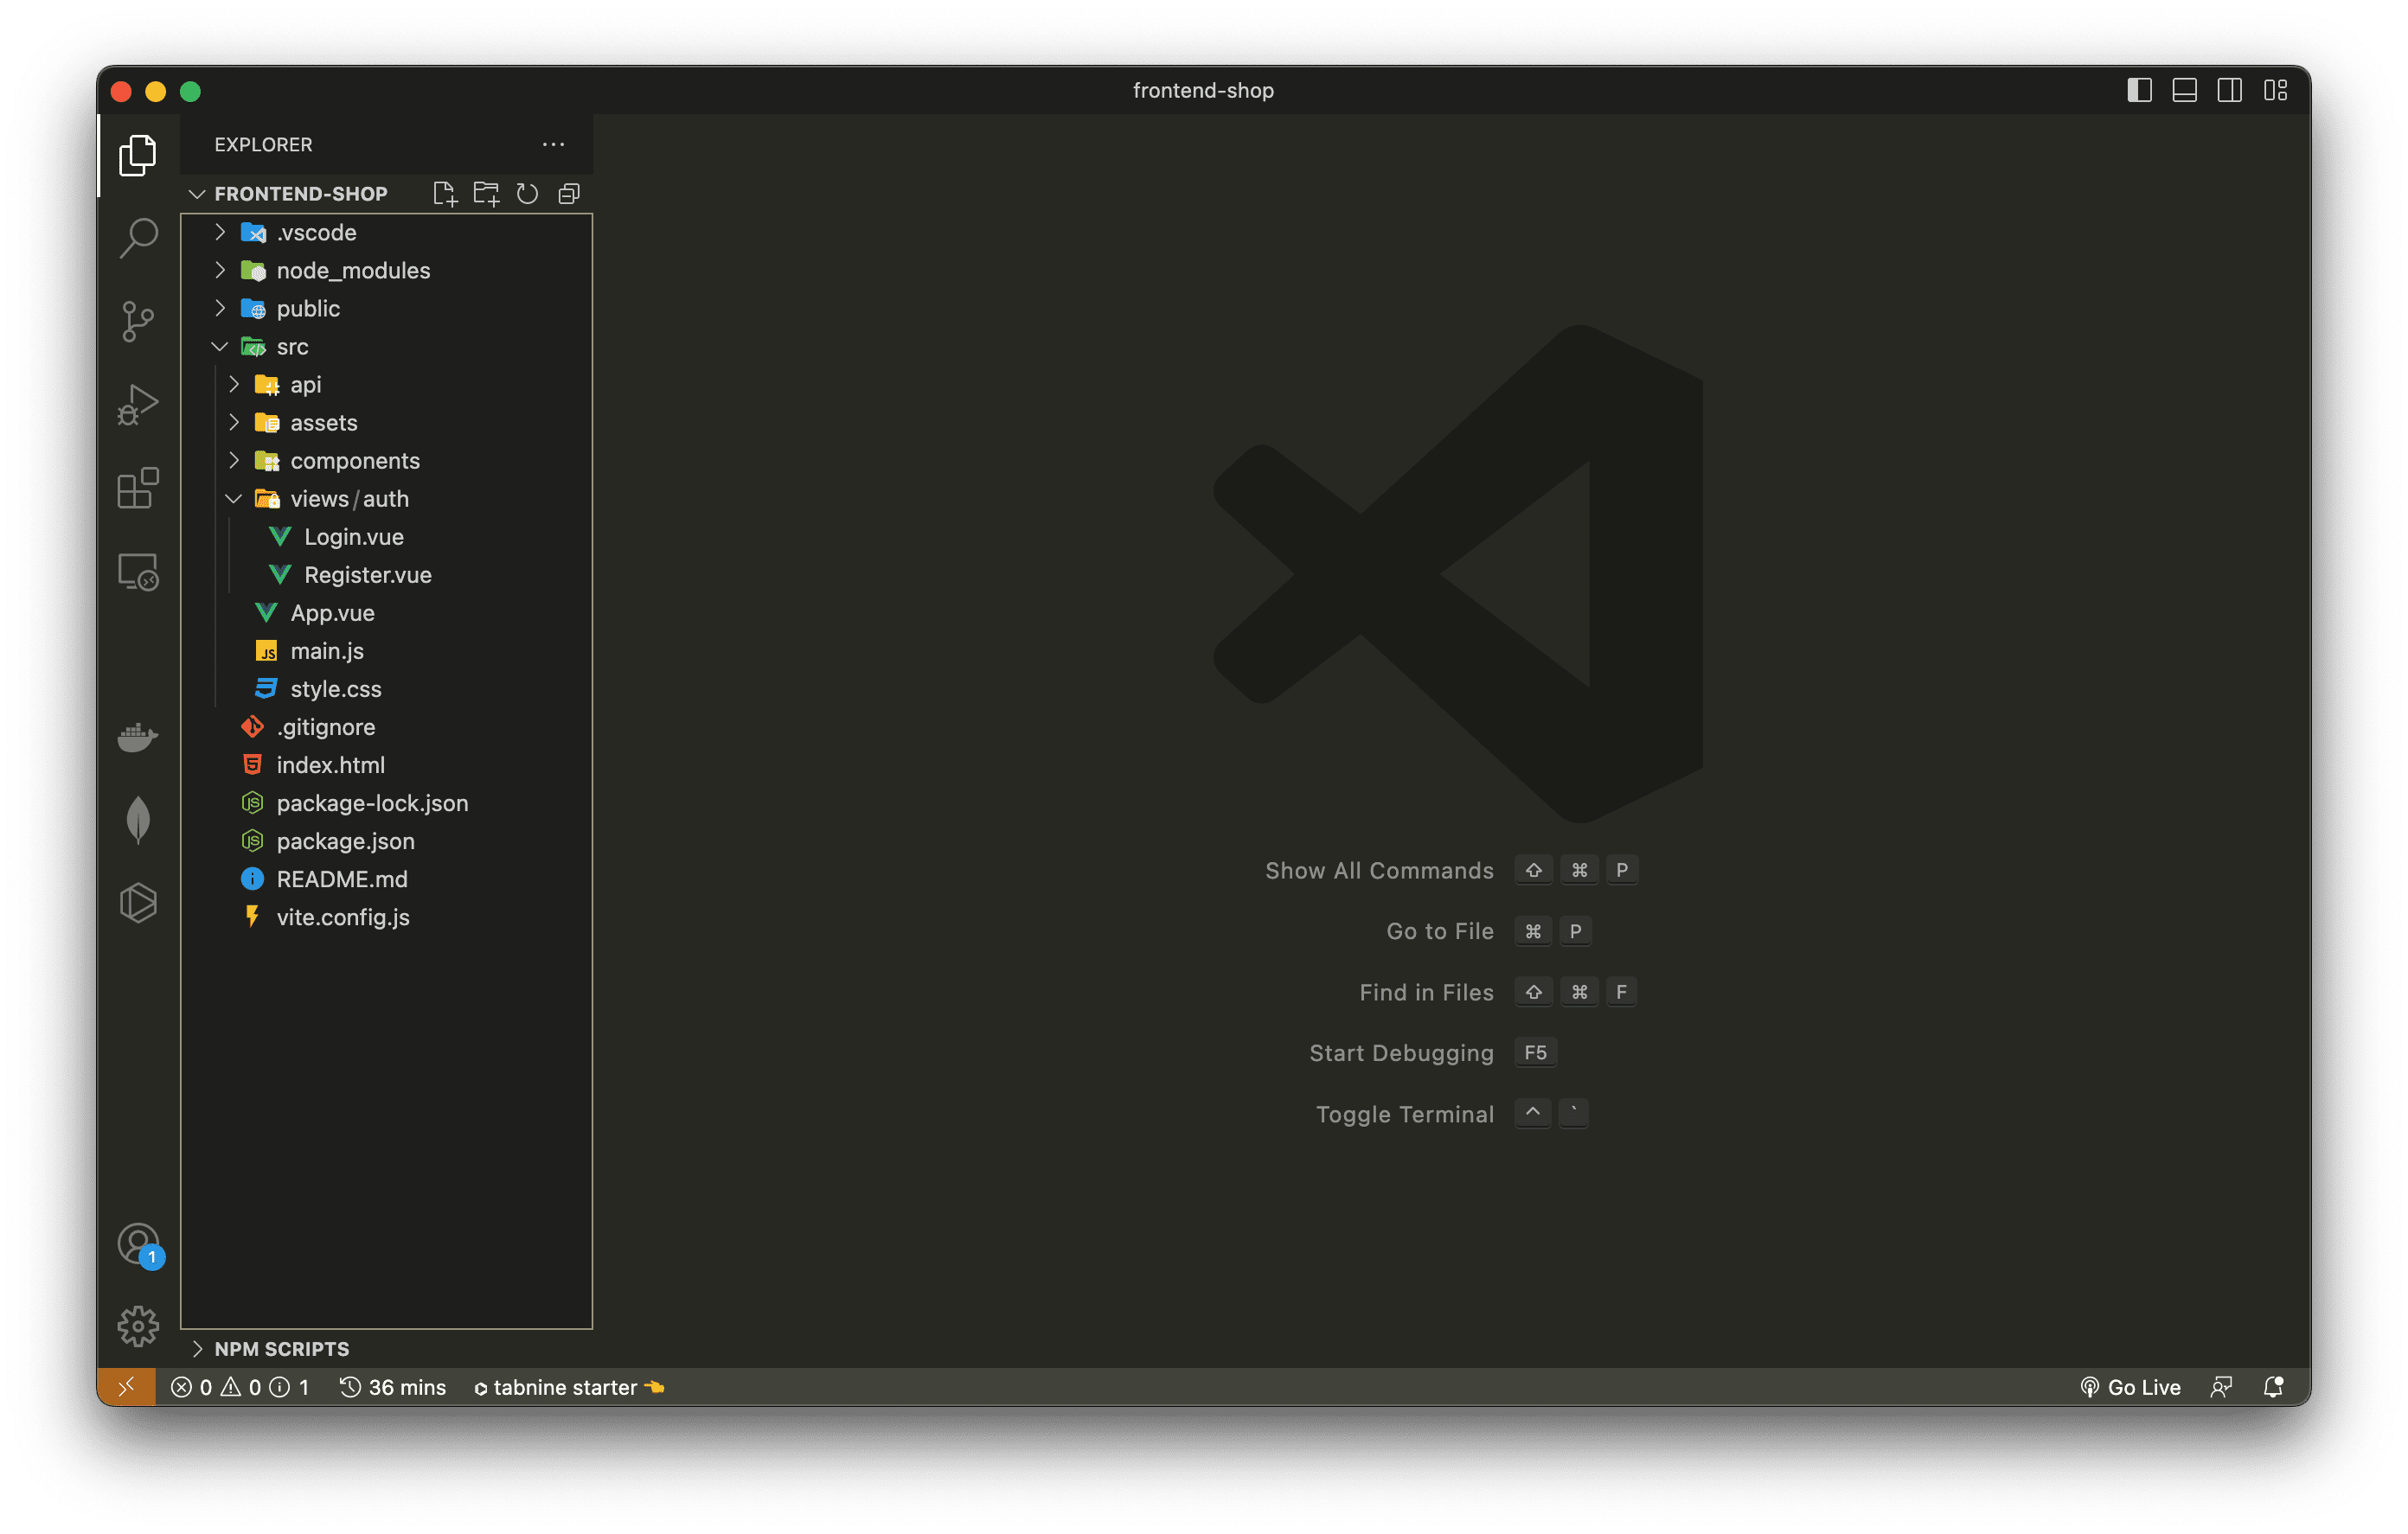 frontend-shop
EXPLORER
FRONTEND-SHOP
.vscode
node_modules
public
src
api
assets
components
views/auth
Login.vue
Register.vue
App.vue
main.js
style.css
.gitignore
index.html
package-lock.json
package.json
README.md
vite.config.js
NPM SCRIPTS
Show All Commands ⇧ ⌘ P
Go to File ⌘ P
Find in Files ⇧ ⌘ F
Start Debugging F5
Toggle Terminal ^ `
1
0 0 1 36 mins tabnine starter Go Live